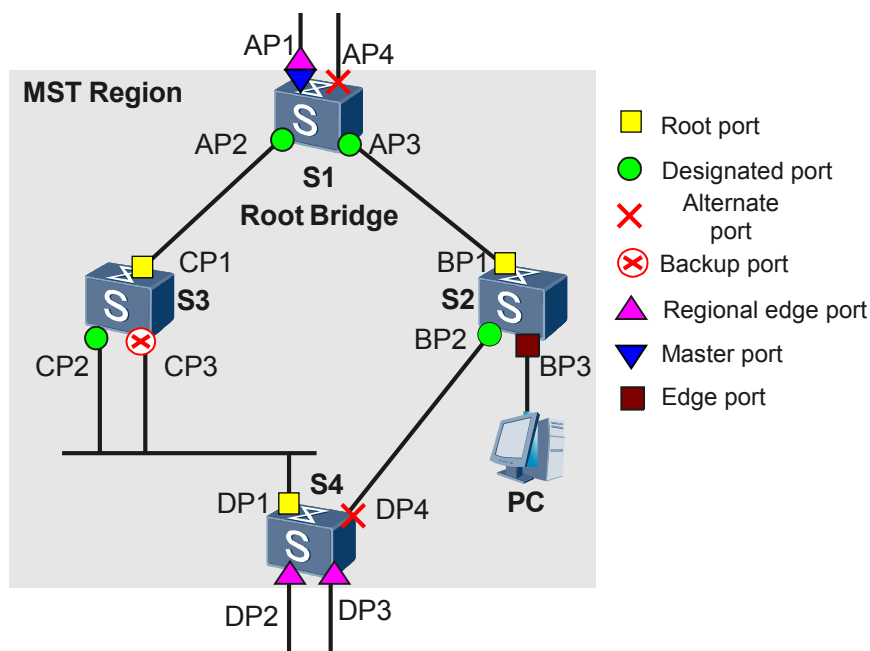 AP1
AP4
MST Region
S
AP2
AP3
S1
Root Bridge
CP1
S
S3
CP2
CP3
BP1
S2
S
BP2
BP3
PC
DP1
S4
DP4
S
DP2
DP3
Root port
Designated port
Alternate
port
Backup port
Regional edge port
Master port
Edge port